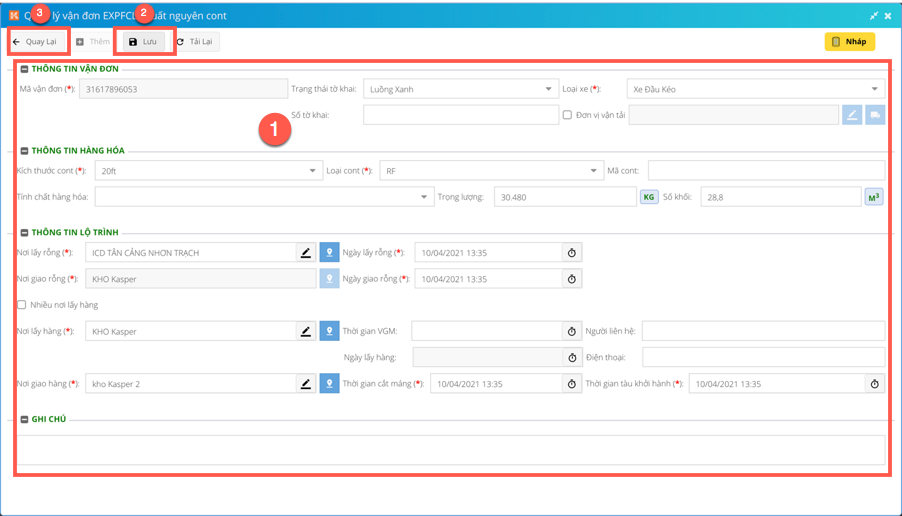 K Q 3 lý vận đơn EXPFCL 2 uất nguyên cont
Quay Lại Thêm Lưu Tải Lại Nháp
THÔNG TIN VẬN ĐƠN
Mã vận đơn (*): 31617896053 Trạng thái tờ khai: Luồng Xanh Loại xe (*): Xe Đầu Kéo
Số tờ khai: Đơn vị vận tải
1
THÔNG TIN HÀNG HÓA
Kích thước cont (*): 20ft Loại cont (*): RF Mã cont:
Tính chất hàng hóa: Trọng lượng: 30.480 KG Số khối: 28,8 M³
THÔNG TIN LỘ TRÌNH
Nơi lấy rỗng (*): ICD TÂN CẢNG NHƠN TRẠCH Ngày lấy rỗng (*): 10/04/2021 13:35
Nơi giao rỗng (*): KHO Kasper Ngày giao rỗng (*): 10/04/2021 13:35
Nhiều nơi lấy hàng
Nơi lấy hàng (*): KHO Kasper Thời gian VGM: Người liên hệ:
Ngày lấy hàng: Điện thoại:
Nơi giao hàng (*): kho Kasper 2 Thời gian cắt máng (*): 10/04/2021 13:35 Thời gian tàu khởi hành (*): 10/04/2021 13:35
GHI CHÚ